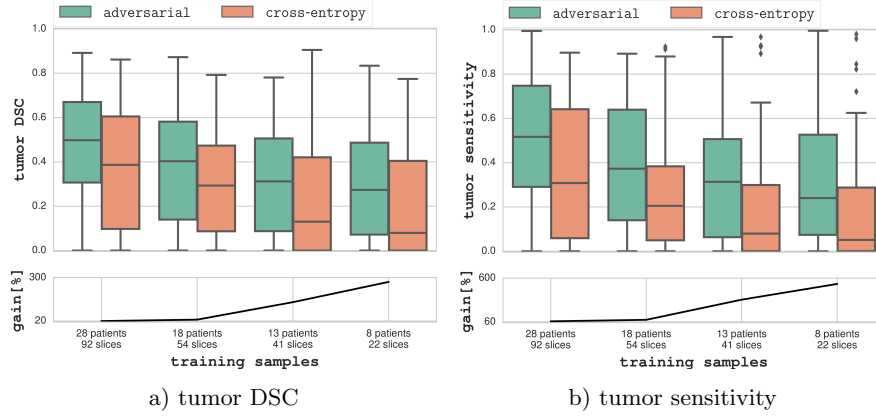 adversarial cross-entropy
tumor DSC
1.0
0.8
0.6
0.4
0.2
0.0
gain[%]
300
20
28 patients 18 patients 13 patients 8 patients
92 slices 54 slices 41 slices 22 slices
training samples
a) tumor DSC
adversarial cross-entropy
tumor sensitivity
1.0
0.8
0.6
0.4
0.2
0.0
gain[%]
600
60
28 patients 18 patients 13 patients 8 patients
92 slices 54 slices 41 slices 22 slices
training samples
b) tumor sensitivity